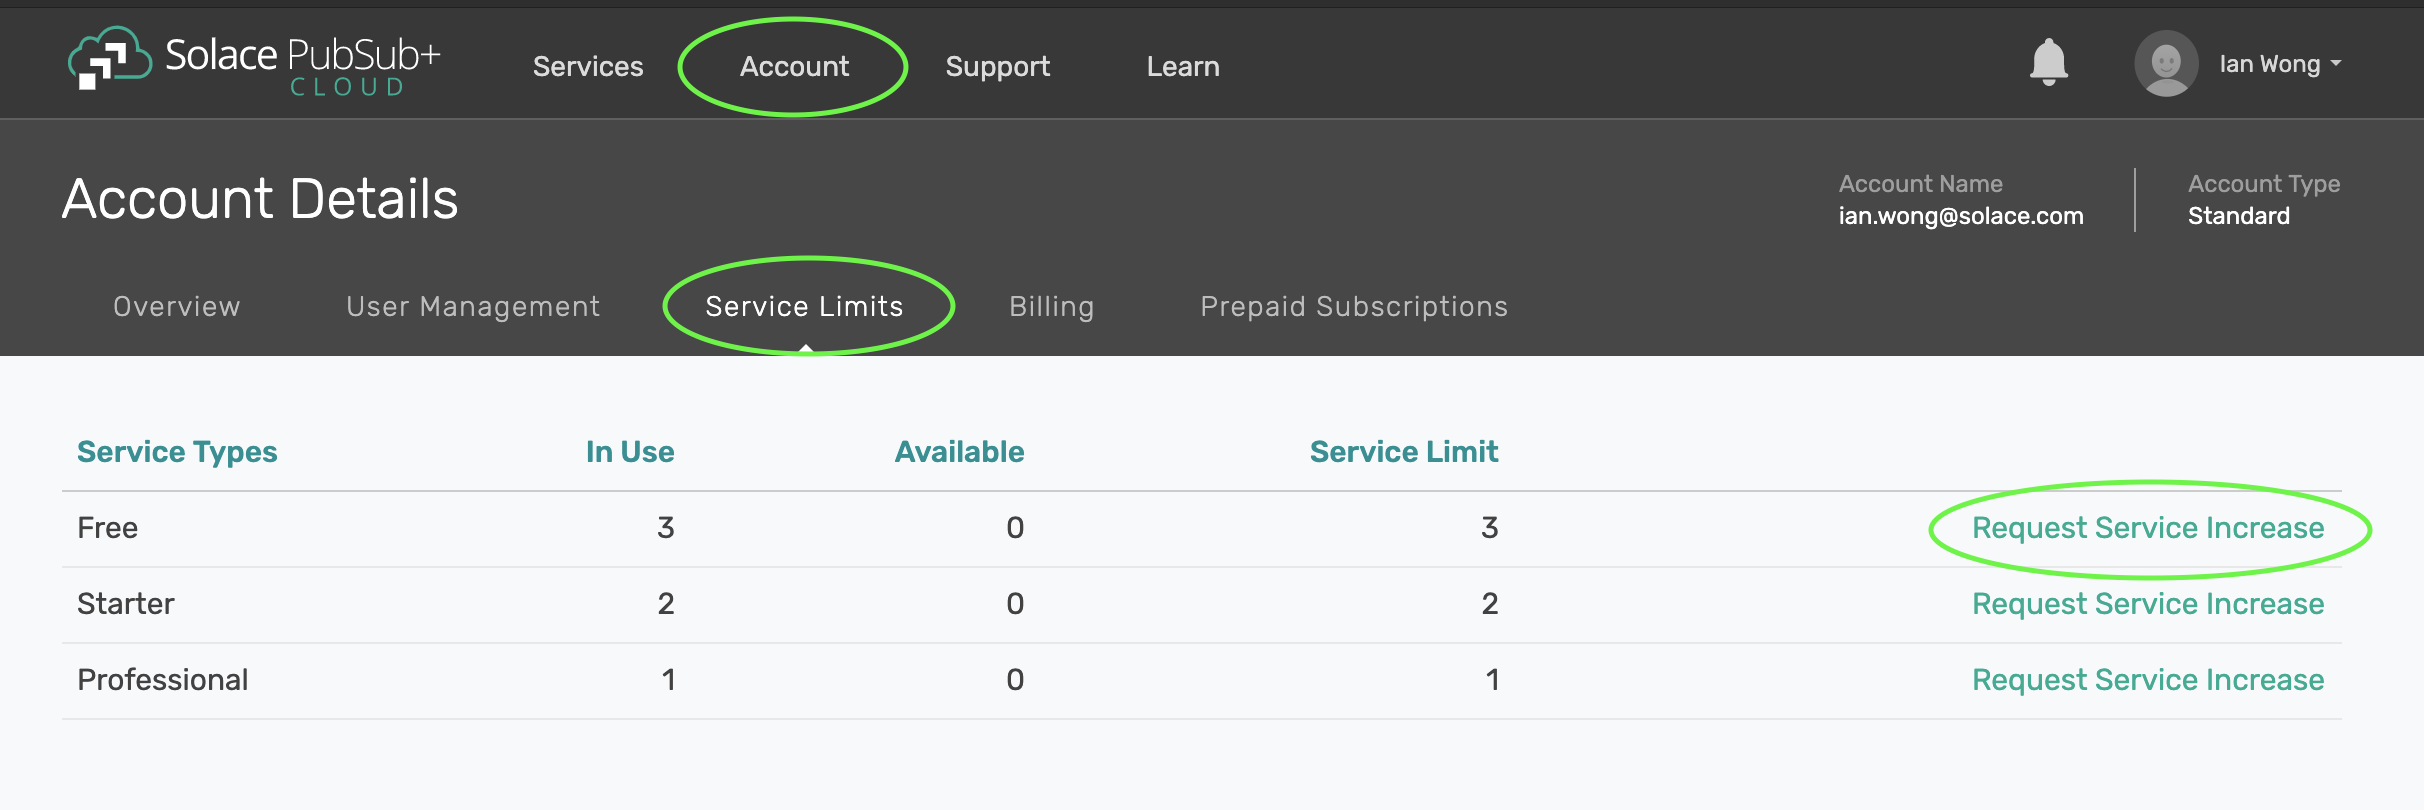 Solace PubSub+
CLOUD
Services Account Support Learn
Ian Wong
Account Details
Account Name
ian.wong@solace.com
Account Type
Standard
Overview User Management Service Limits Billing Prepaid Subscriptions
Service Types In Use Available Service Limit
Free 3 0 3 Request Service Increase
Starter 2 0 2 Request Service Increase
Professional 1 0 1 Request Service Increase